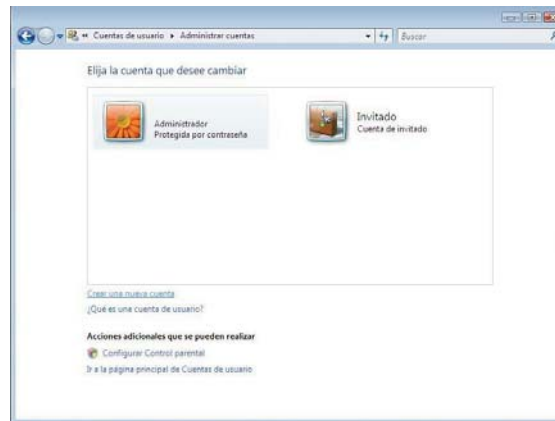 « Cuentas de usuario ▸ Administrar cuentas
Buscar
Elija la cuenta que desee cambiar
Administrador
Protegida por contraseña
Invitado
Cuenta de invitado
Crear una nueva cuenta
¿Qué es una cuenta de usuario?
Acciones adicionales que se pueden realizar
Configurar Control parental
Ir a la página principal de Cuentas de usuario